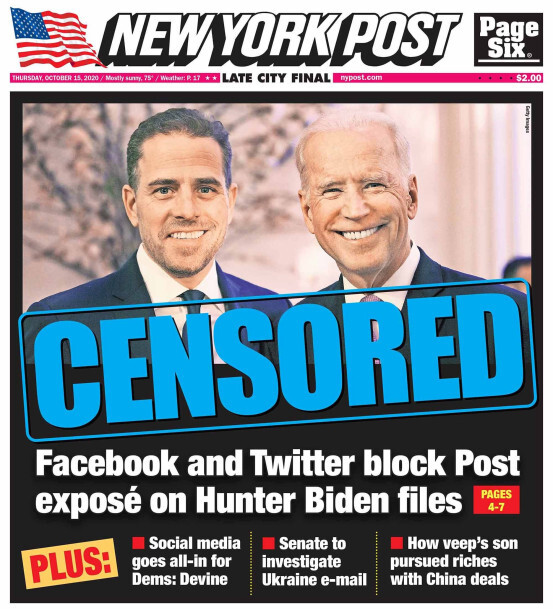 NEW YORK POST
Page
Six®
THURSDAY, OCTOBER 15, 2020 / Mostly sunny, 75° / Weather: P. 17 ★★
LATE CITY FINAL
nypost.com
$2.00
Getty Images
CENSORED
Facebook and Twitter block Post
exposé on Hunter Biden files
PAGES
4-7
PLUS:
Social media
goes all-in for
Dems: Devine
Senate to
investigate
Ukraine e-mail
How veep's son
pursued riches
with China deals